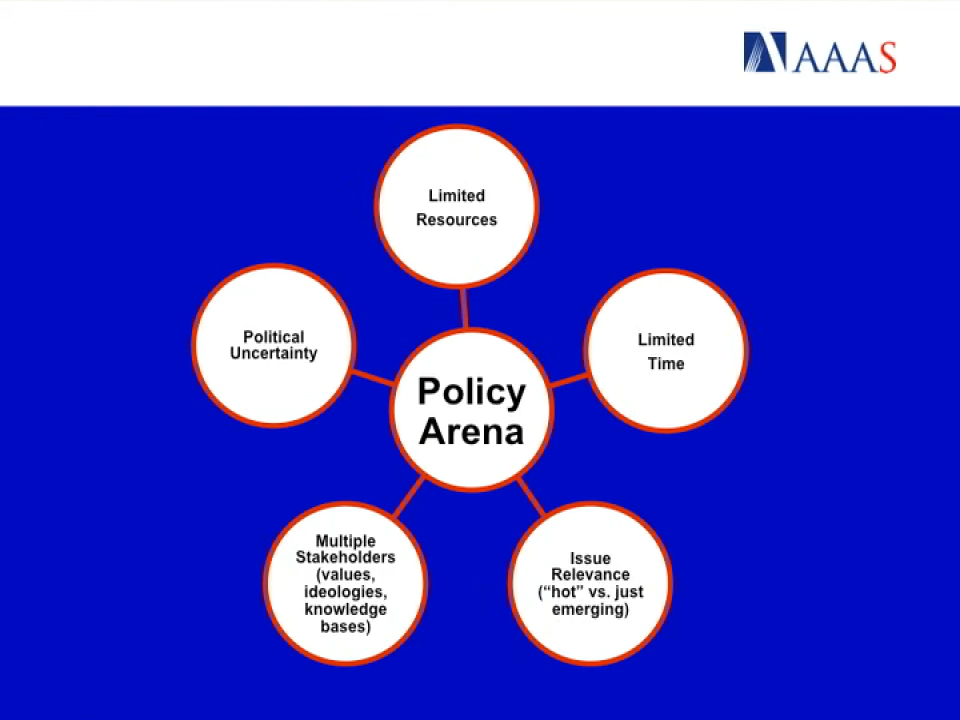 AAAS
Limited
Resources
Political
Uncertainty
Limited
Time
Policy
Arena
Multiple
Stakeholders
(values,
ideologies,
knowledge
bases)
Issue
Relevance
(“hot” vs. just
emerging)